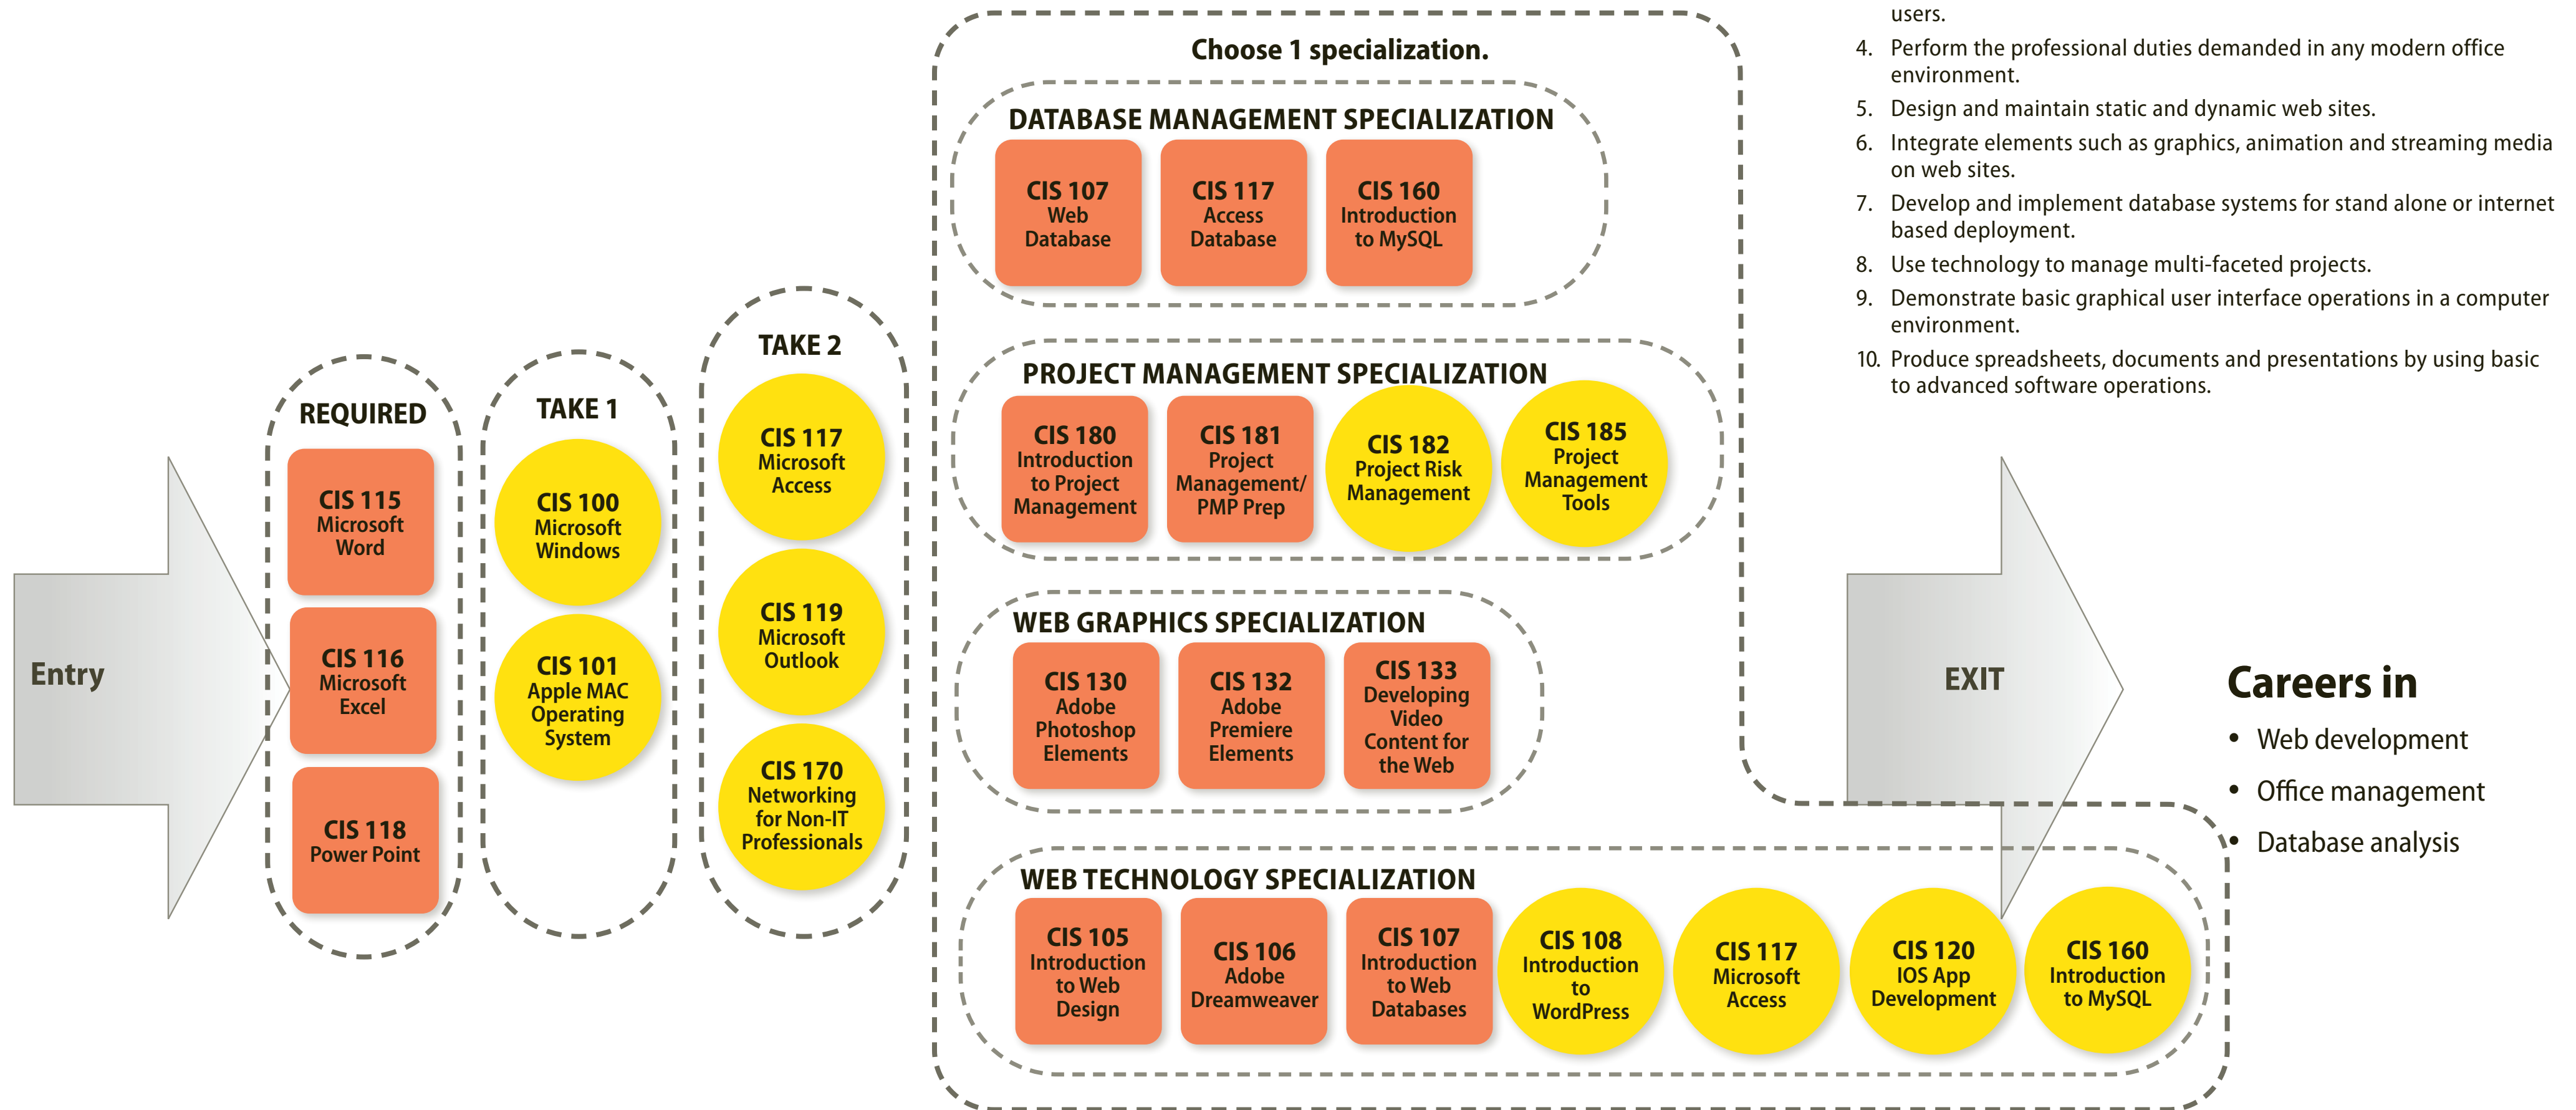 Entry
REQUIRED
CIS 115
Microsoft
Word
CIS 116
Microsoft
Excel
CIS 118
Power Point
TAKE 1
CIS 100
Microsoft
Windows
CIS 101
Apple MAC
Operating
System
TAKE 2
CIS 117
Microsoft
Access
CIS 119
Microsoft
Outlook
CIS 170
Networking
for Non-IT
Professionals
Choose 1 specialization.
DATABASE MANAGEMENT SPECIALIZATION
CIS 107
Web
Database
CIS 117
Access
Database
CIS 160
Introduction
to MySQL
PROJECT MANAGEMENT SPECIALIZATION
CIS 180
Introduction
to Project
Management
CIS 181
Project
Management/
PMP Prep
CIS 182
Project Risk
Management
CIS 185
Project
Management
Tools
WEB GRAPHICS SPECIALIZATION
CIS 130
Adobe
Photoshop
Elements
CIS 132
Adobe
Premiere
Elements
CIS 133
Developing
Video
Content for
the Web
WEB TECHNOLOGY SPECIALIZATION
CIS 105
Introduction
to Web
Design
CIS 106
Adobe
Dreamweaver
CIS 107
Introduction
to Web
Databases
CIS 108
Introduction
to
WordPress
CIS 117
Microsoft
Access
CIS 120
IOS App
Development
CIS 160
Introduction
to MySQL
users.
4. Perform the professional duties demanded in any modern office
environment.
5. Design and maintain static and dynamic web sites.
6. Integrate elements such as graphics, animation and streaming media
on web sites.
7. Develop and implement database systems for stand alone or internet
based deployment.
8. Use technology to manage multi-faceted projects.
9. Demonstrate basic graphical user interface operations in a computer
environment.
10. Produce spreadsheets, documents and presentations by using basic
to advanced software operations.
EXIT
Careers in
• Web development
• Office management
• Database analysis